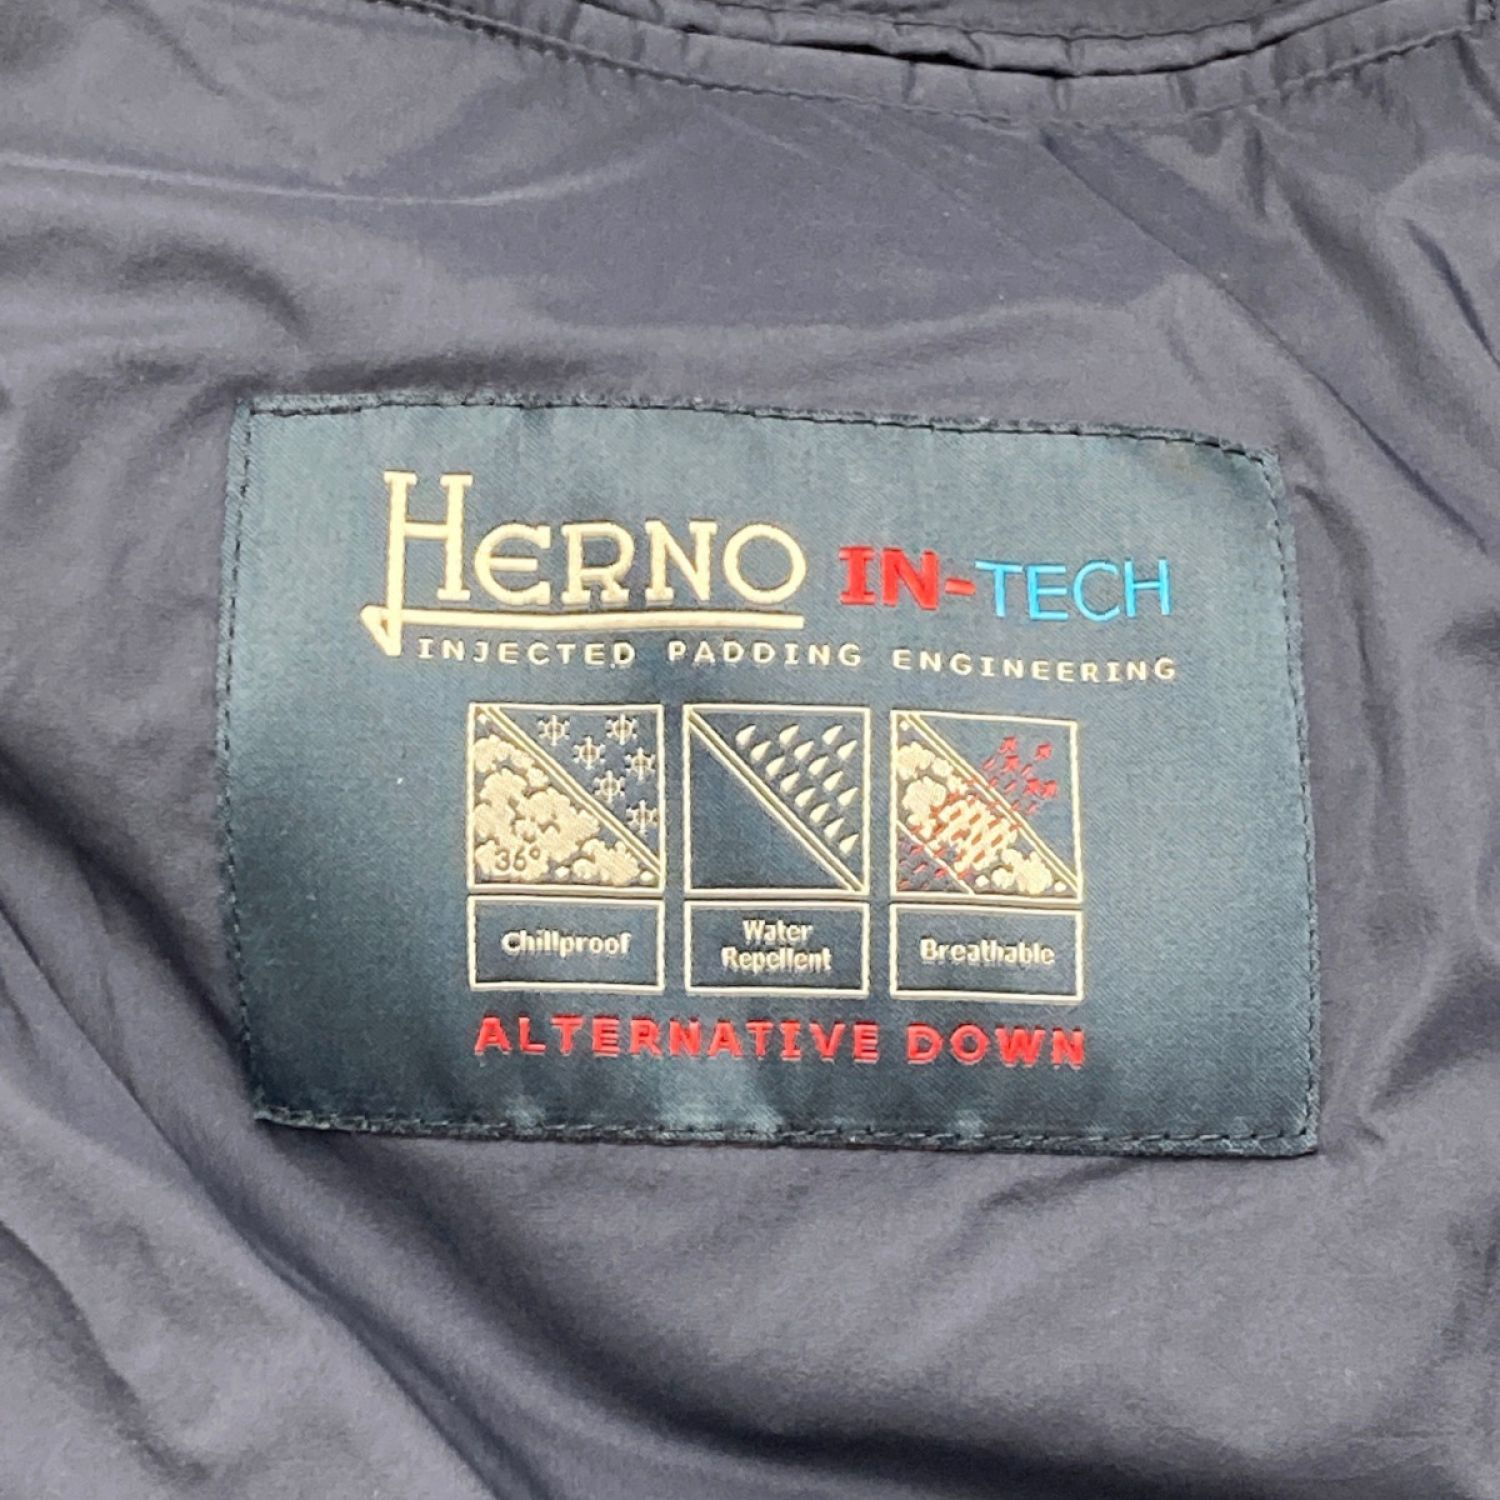 HERNO IN-TECH
INJECTED PADDING ENGINEERING
36°
Chillproof
Water
Repellent
Breathable
ALTERNATIVE DOWN